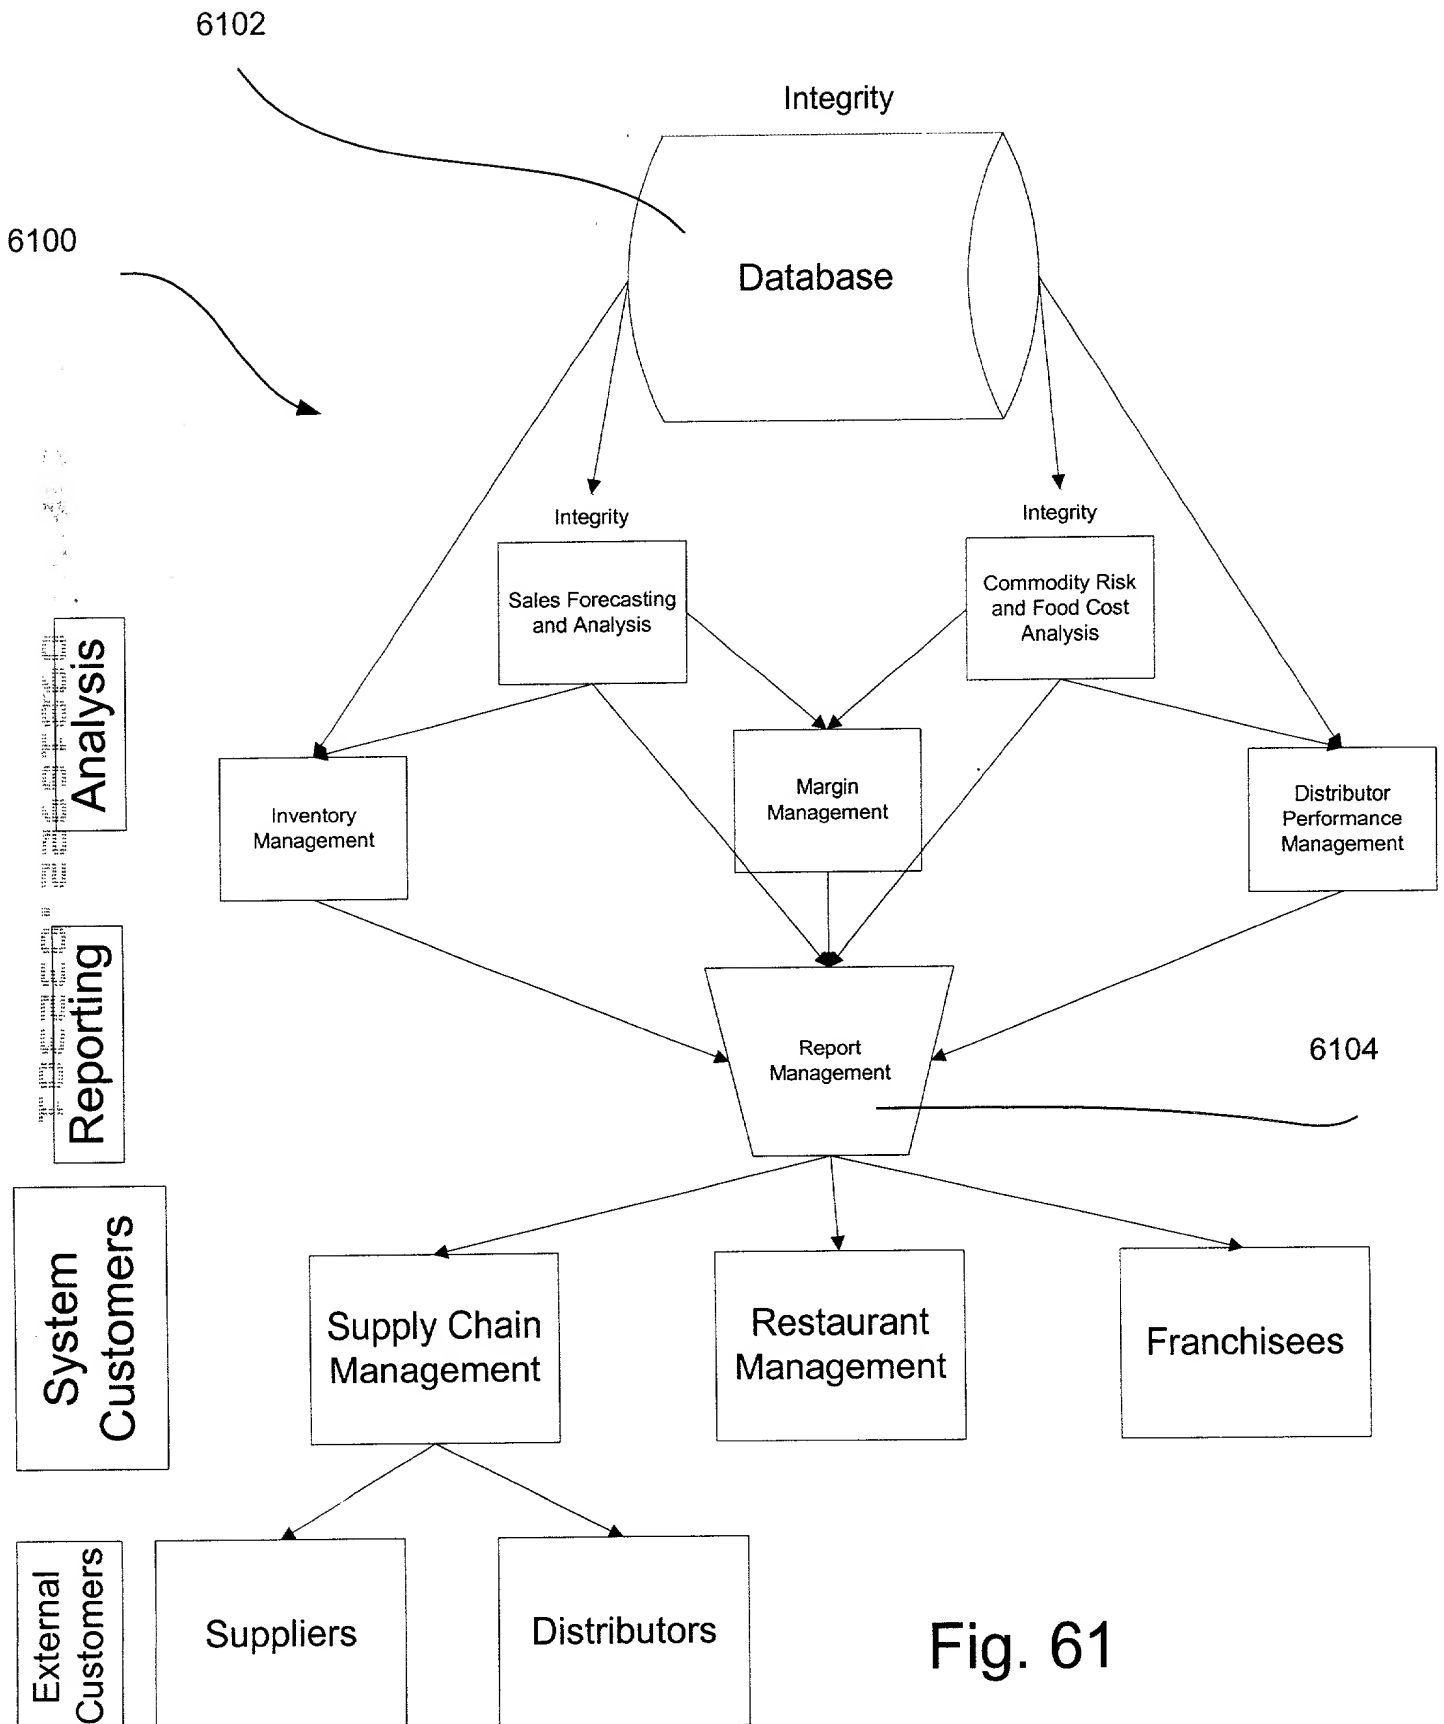 6102
Integrity
6100
Database
Integrity
Integrity
Sales Forecasting
and Analysis
Commodity Risk
and Food Cost
Analysis
Analysis
Inventory
Management
Margin
Management
Distributor
Performance
Management
Reporting
Report
Management
6104
System
Customers
Supply Chain
Management
Restaurant
Management
Franchisees
External
Customers
Suppliers
Distributors
Fig. 61